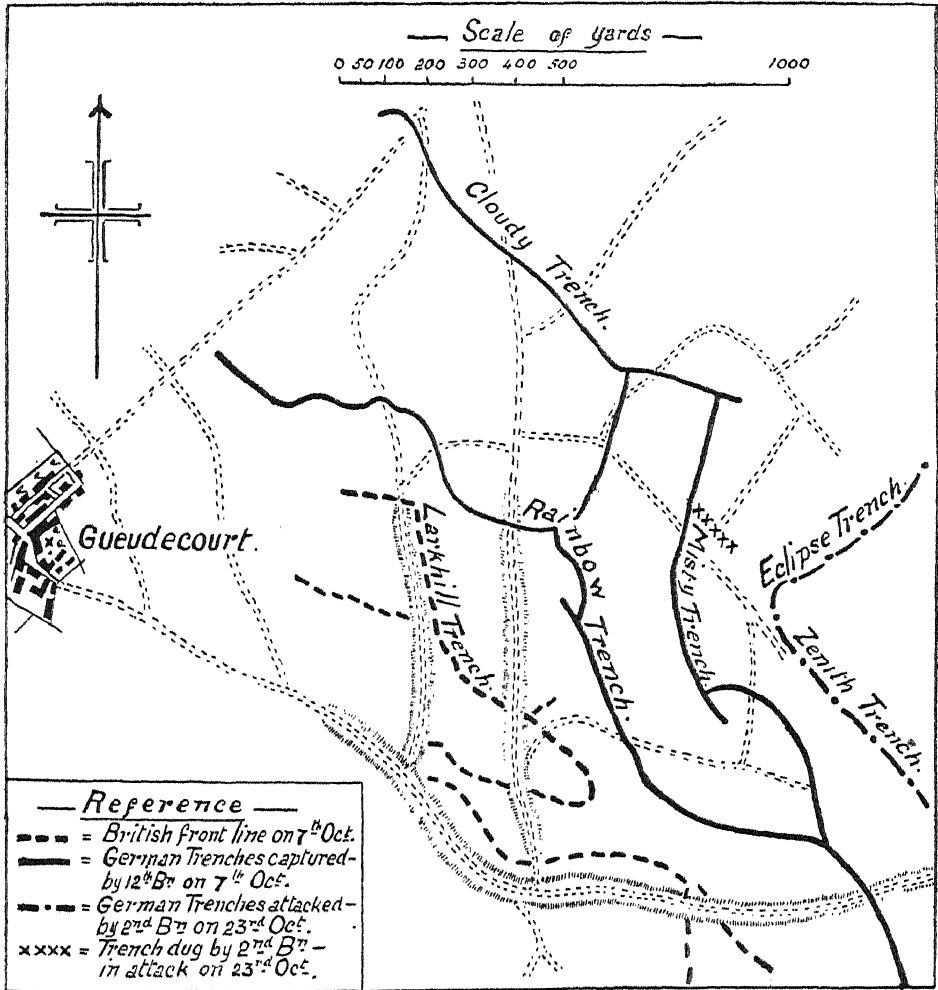 — Scale of yards —
0 50 100 200 300 400 500 1000
Cloudy Trench.
Gueudecourt.
Rainbow Trench.
Larkhill Trench.
Misty Trench.
xxxxx
Eclipse Trench.
Zenith Trench.
— Reference —
= British front line on 7th Oct.
= German Trenches captured-
by 12th Bn on 7th Oct.
= German Trenches attacked-
by 2nd Bn on 23rd Oct.
xxxx = Trench dug by 2nd Bn -
in attack on 23rd Oct.